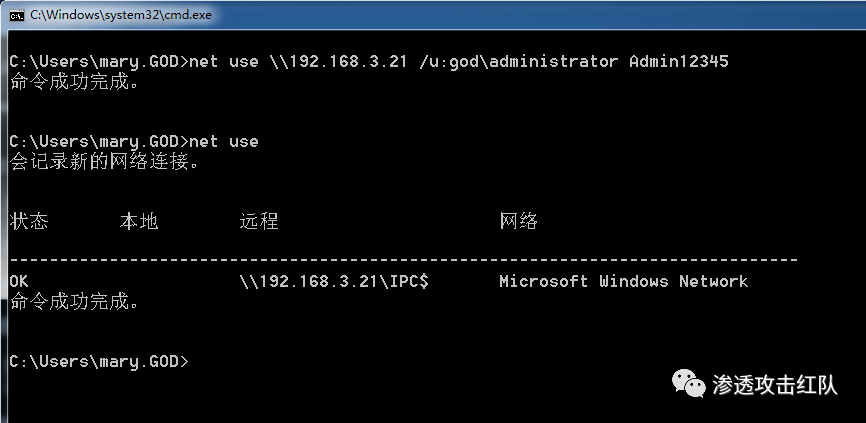 C:\Windows\system32\cmd.exe
C:\Users\mary.GOD>net use \\192.168.3.21 /u:god\administrator Admin12345
命令成功完成。
C:\Users\mary.GOD>net use
会记录新的网络连接。
状态 本地 远程 网络
-------------------------------------------------------------------------------
OK \\192.168.3.21\IPC$ Microsoft Windows Network
命令成功完成。
C:\Users\mary.GOD>
渗透攻击红队